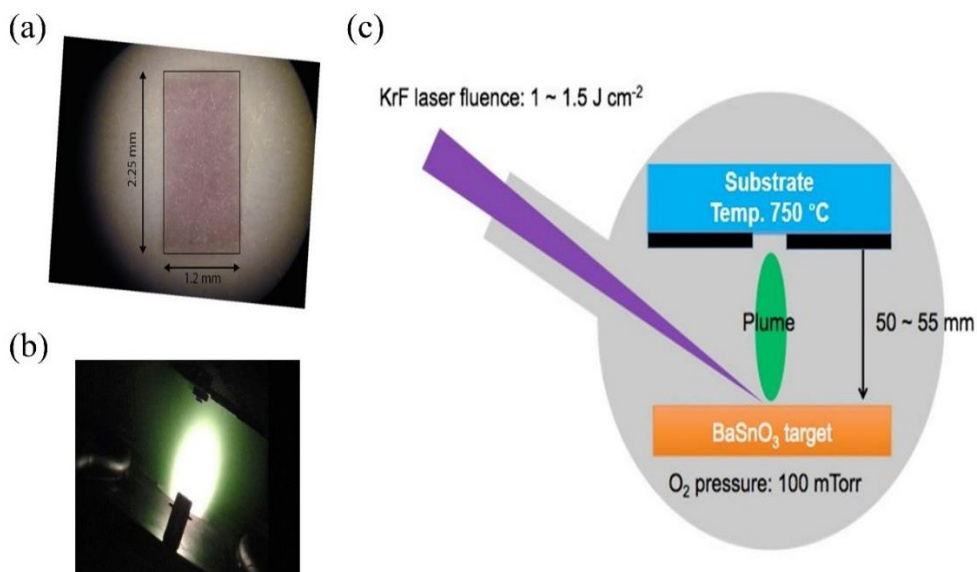 (a)
2.25 mm
1.2 mm
(b)
(c)
KrF laser fluence: 1 ~ 1.5 J cm⁻²
Substrate
Temp. 750 °C
Plume
50 ~ 55 mm
BaSnO₃ target
O₂ pressure: 100 mTorr